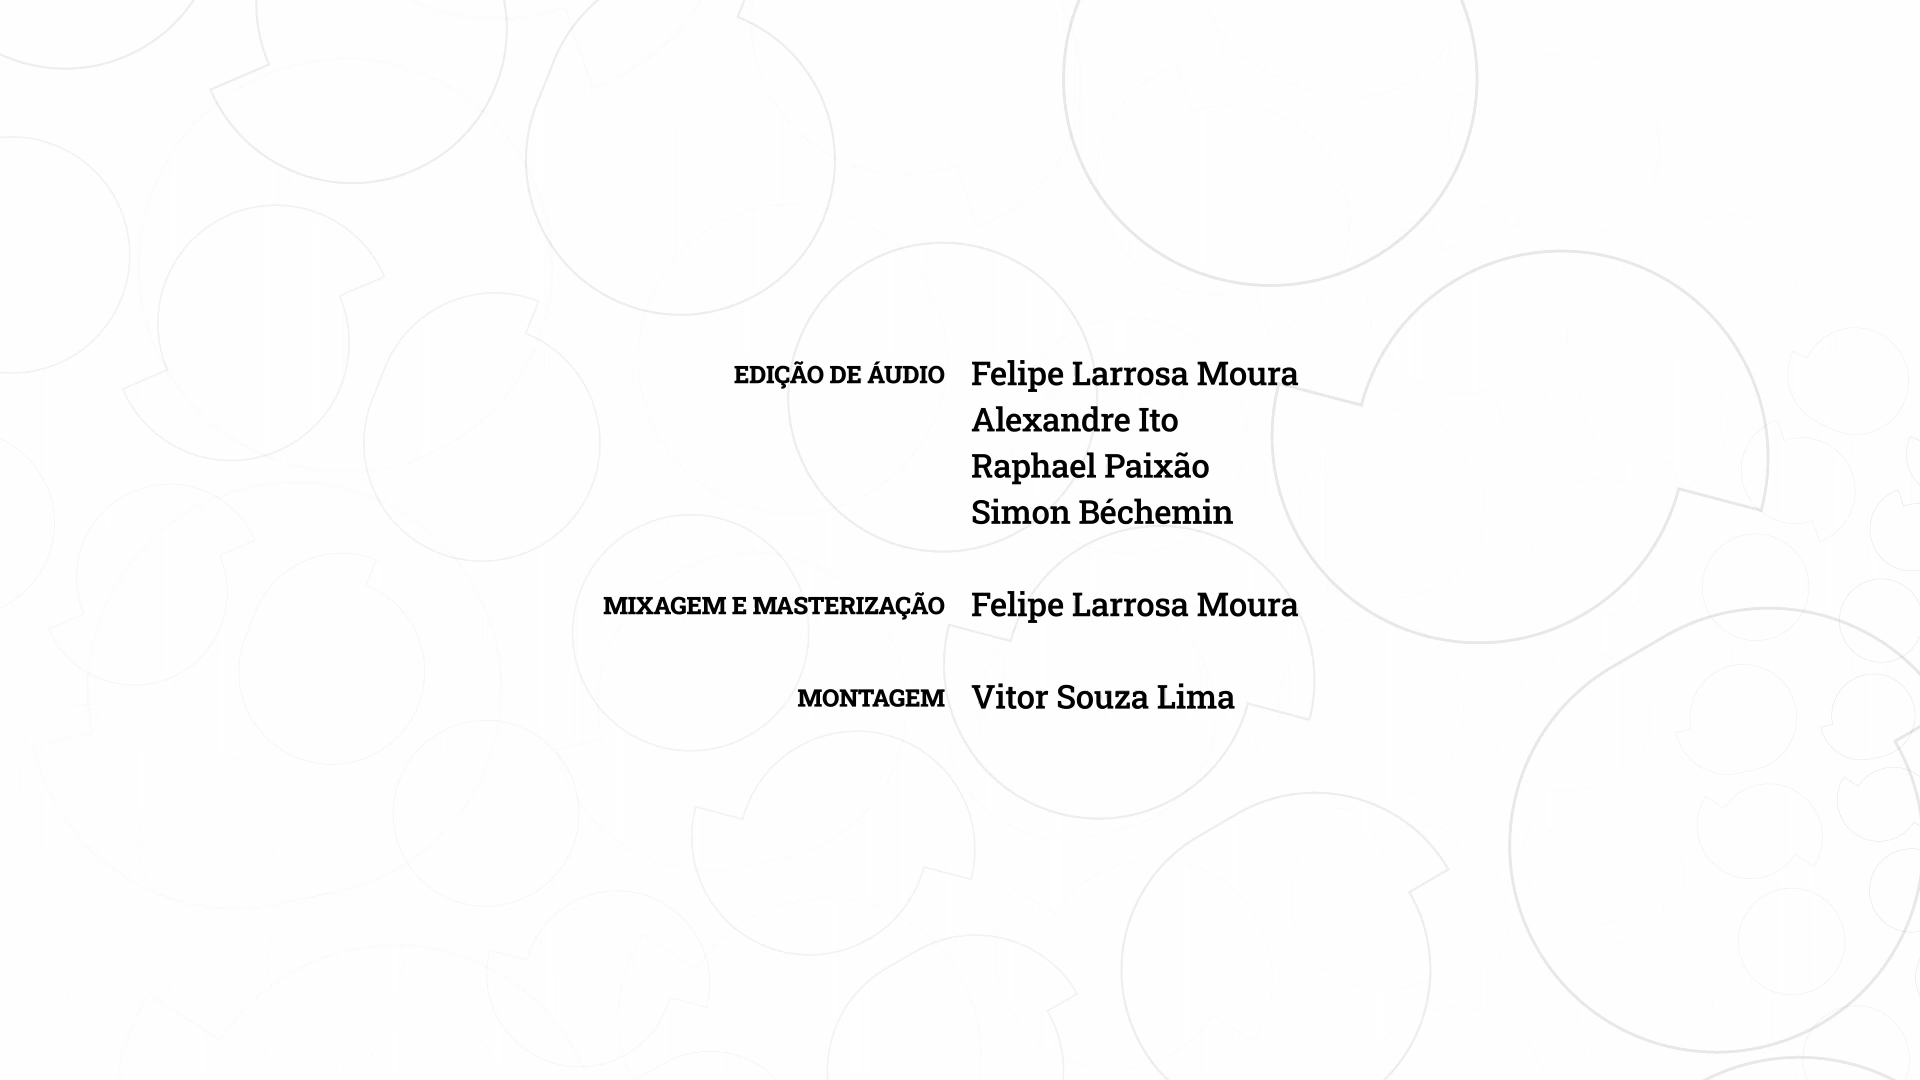 EDIÇÃO DE ÁUDIO Felipe Larrosa Moura
Alexandre Ito
Raphael Paixão
Simon Béchemin
MIXAGEM E MASTERIZAÇÃO Felipe Larrosa Moura
MONTAGEM Vitor Souza Lima